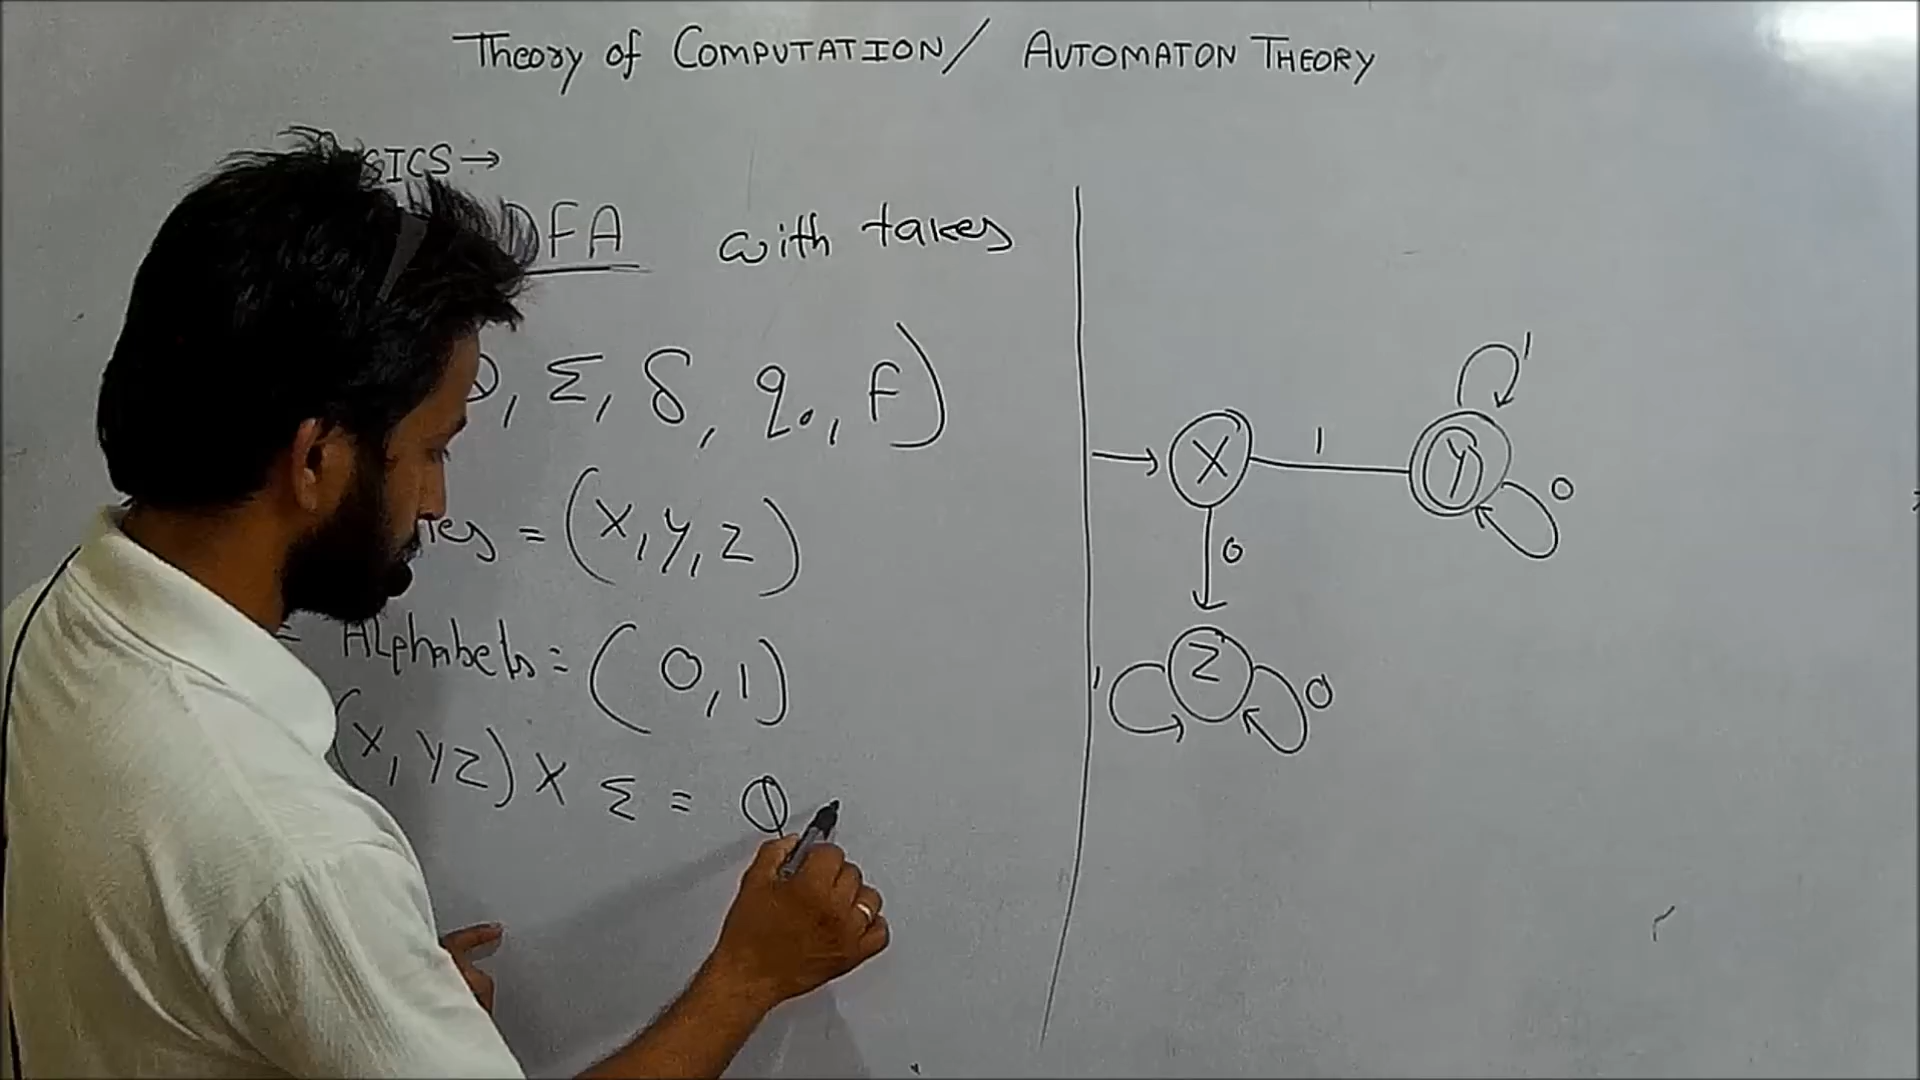 Theory of COMPUTATION/ AUTOMATON THEORY
SICS →
DFA with takes
, Σ, δ, q₀, F)
= (X, Y, Z)
= Alphabets = (0, 1)
(X, YZ) X Σ = Q
1
X 1 Y
0
0
Z
1 0